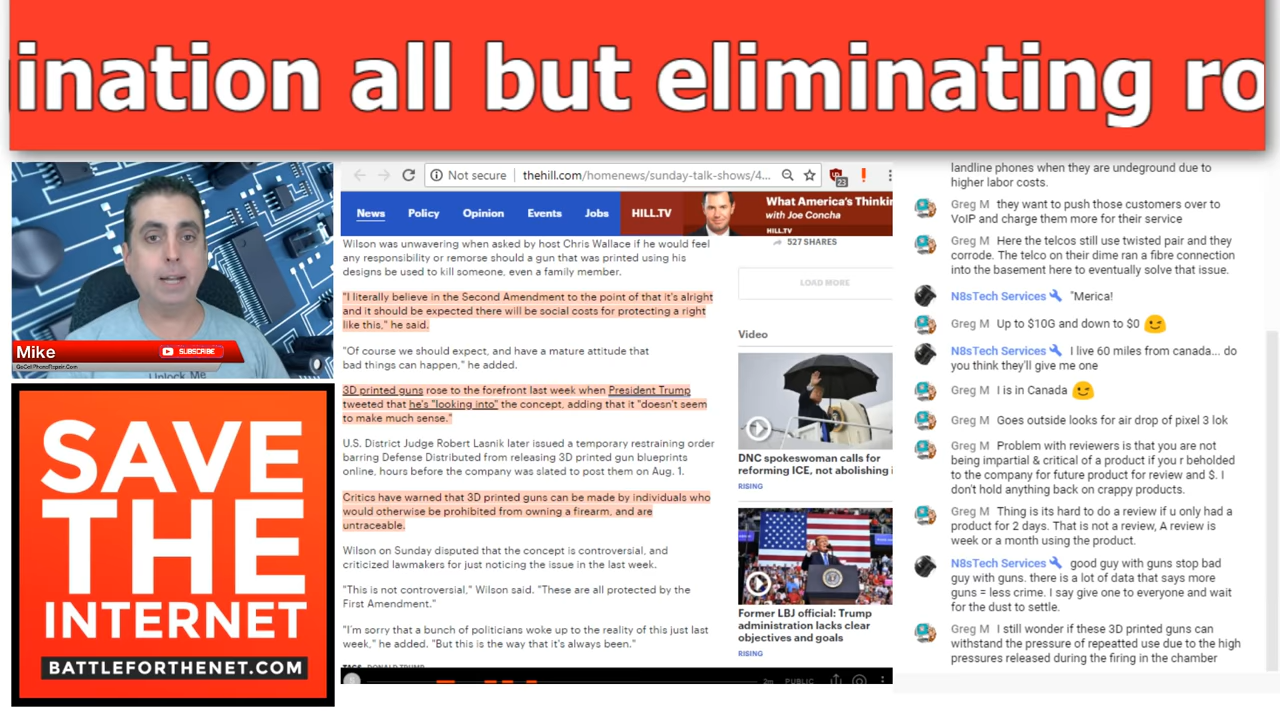 ination all but eliminating ro
Mike
SUBSCRIBE
GoCellPhoneRepair.Com
Unlock Me
SAVE
THE
INTERNET
BATTLEFORTHENET.COM
Not secure
thehill.com/homenews/sunday-talk-shows/4...
23
News
Policy
Opinion
Events
Jobs
HILL.TV
What America's Thinkin
with Joe Concha
HILL.TV
527 SHARES
LOAD MORE
Wilson was unwavering when asked by host Chris Wallace if he would feel
any responsibility or remorse should a gun that was printed using his
designs be used to kill someone, even a family member.
"I literally believe in the Second Amendment to the point of that it's alright
and it should be expected there will be social costs for protecting a right
like this," he said.
"Of course we should expect, and have a mature attitude that
bad things can happen," he added.
3D printed guns rose to the forefront last week when President Trump
tweeted that he's "looking into" the concept, adding that it "doesn't seem
to make much sense."
U.S. District Judge Robert Lasnik later issued a temporary restraining order
barring Defense Distributed from releasing 3D printed gun blueprints
online, hours before the company was slated to post them on Aug. 1.
Critics have warned that 3D printed guns can be made by individuals who
would otherwise be prohibited from owning a firearm, and are
untraceable.
Wilson on Sunday disputed that the concept is controversial, and
criticized lawmakers for just noticing the issue in the last week.
"This is not controversial," Wilson said. "These are all protected by the
First Amendment."
"I'm sorry that a bunch of politicians woke up to the reality of this just last
week," he added. "But this is the way that it's always been."
TAGS DONALD TRUMP
2m PUBLIC
Video
DNC spokeswoman calls for
reforming ICE, not abolishing i
RISING
Former LBJ official: Trump
administration lacks clear
objectives and goals
RISING
landline phones when they are undeground due to
higher labor costs.
Greg M they want to push those customers over to
VoIP and charge them more for their service
Greg M Here the telcos still use twisted pair and they
corrode. The telco on their dime ran a fibre connection
into the basement here to eventually solve that issue.
N8sTech Services "Merica!
Greg M Up to $10G and down to $0 😉
N8sTech Services I live 60 miles from canada... do
you think they'll give me one
Greg M I is in Canada 😉
Greg M Goes outside looks for air drop of pixel 3 lok
Greg M Problem with reviewers is that you are not
being impartial & critical of a product if you r beholded
to the company for future product for review and $. I
don't hold anything back on crappy products.
Greg M Thing is its hard to do a review if u only had a
product for 2 days. That is not a review, A review is
week or a month using the product.
N8sTech Services good guy with guns stop bad
guy with guns. there is a lot of data that says more
guns = less crime. I say give one to everyone and wait
for the dust to settle.
Greg M I still wonder if these 3D printed guns can
withstand the pressure of repeatted use due to the high
pressures released during the firing in the chamber